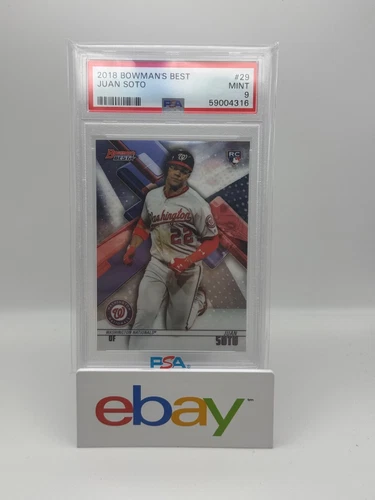 2018 BOWMAN'S BEST #29
JUAN SOTO MINT
9
PSA 59004316
Bowman's
BEST
RC
Washington
22
W
WASHINGTON NATIONALS
OF
JUAN
SOTO
PSA
ebay